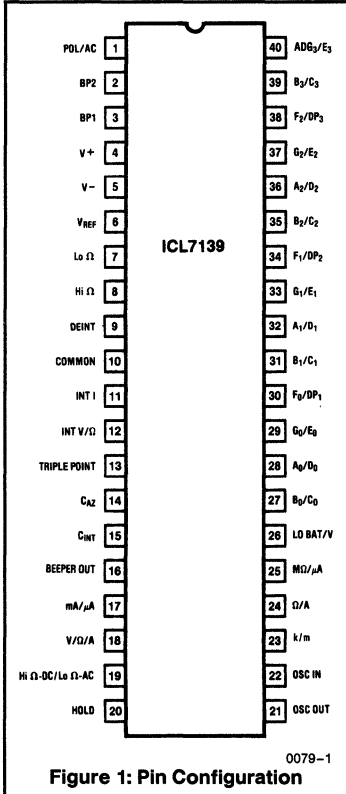 POL/AC 1 40 ADG₃/E₃
BP2 2 39 B₃/C₃
BP1 3 38 F₂/DP₃
V+ 4 37 G₂/E₂
V− 5 36 A₂/D₂
V_REF 6 35 B₂/C₂
ICL7139
Lo Ω 7 34 F₁/DP₂
Hi Ω 8 33 G₁/E₁
DEINT 9 32 A₁/D₁
COMMON 10 31 B₁/C₁
INT I 11 30 F₀/DP₁
INT V/Ω 12 29 G₀/E₀
TRIPLE POINT 13 28 A₀/D₀
C_AZ 14 27 B₀/C₀
C_INT 15 26 LO BAT/V
BEEPER OUT 16 25 MΩ/μA
mA/μA 17 24 Ω/A
V/Ω/A 18 23 k/m
Hi Ω-DC/Lo Ω-AC 19 22 OSC IN
HOLD 20 21 OSC OUT
0079–1
Figure 1: Pin Configuration